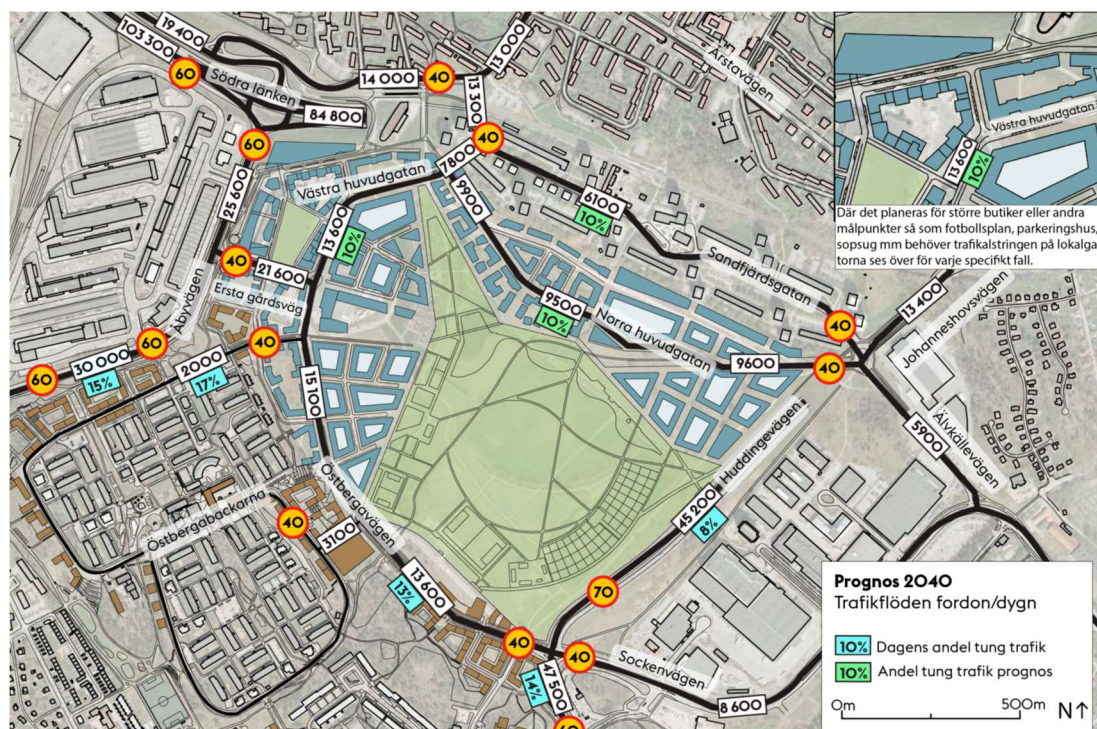 19 400
103 300
60
Södra länken
14 000
40
13 300
13 000
Årstavägen
84 800
60
40
7800
Västra huvudgatan
9900
6100
10%
25 600
13 600
10%
Sandfjärdsgatan
40
21 600
Ersta gårdsväg
9500
10%
Norra huvudgatan
13 400
Johanneshovsvägen
40
Åbyvägen
60
40
60
30 000
15%
2000
17%
9600
40
15 100
5900
Älvkällevägen
Huddingevägen
Östbergavägen
45 200
8%
Östbergabackarna
40
3100
70
13 600
13%
40
40
Sockenvägen
47 500
14%
8 600
60
Västra huvudgatan
13 600
10%
Där det planeras för större butiker eller andra
målpunkter så som fotbollsplan, parkeringshus,
sopsug mm behöver trafikalstringen på lokalga
torna ses över för varje specifikt fall.
Prognos 2040
Trafikflöden fordon/dygn
10% Dagens andel tung trafik
10% Andel tung trafik prognos
0m 500m N↑